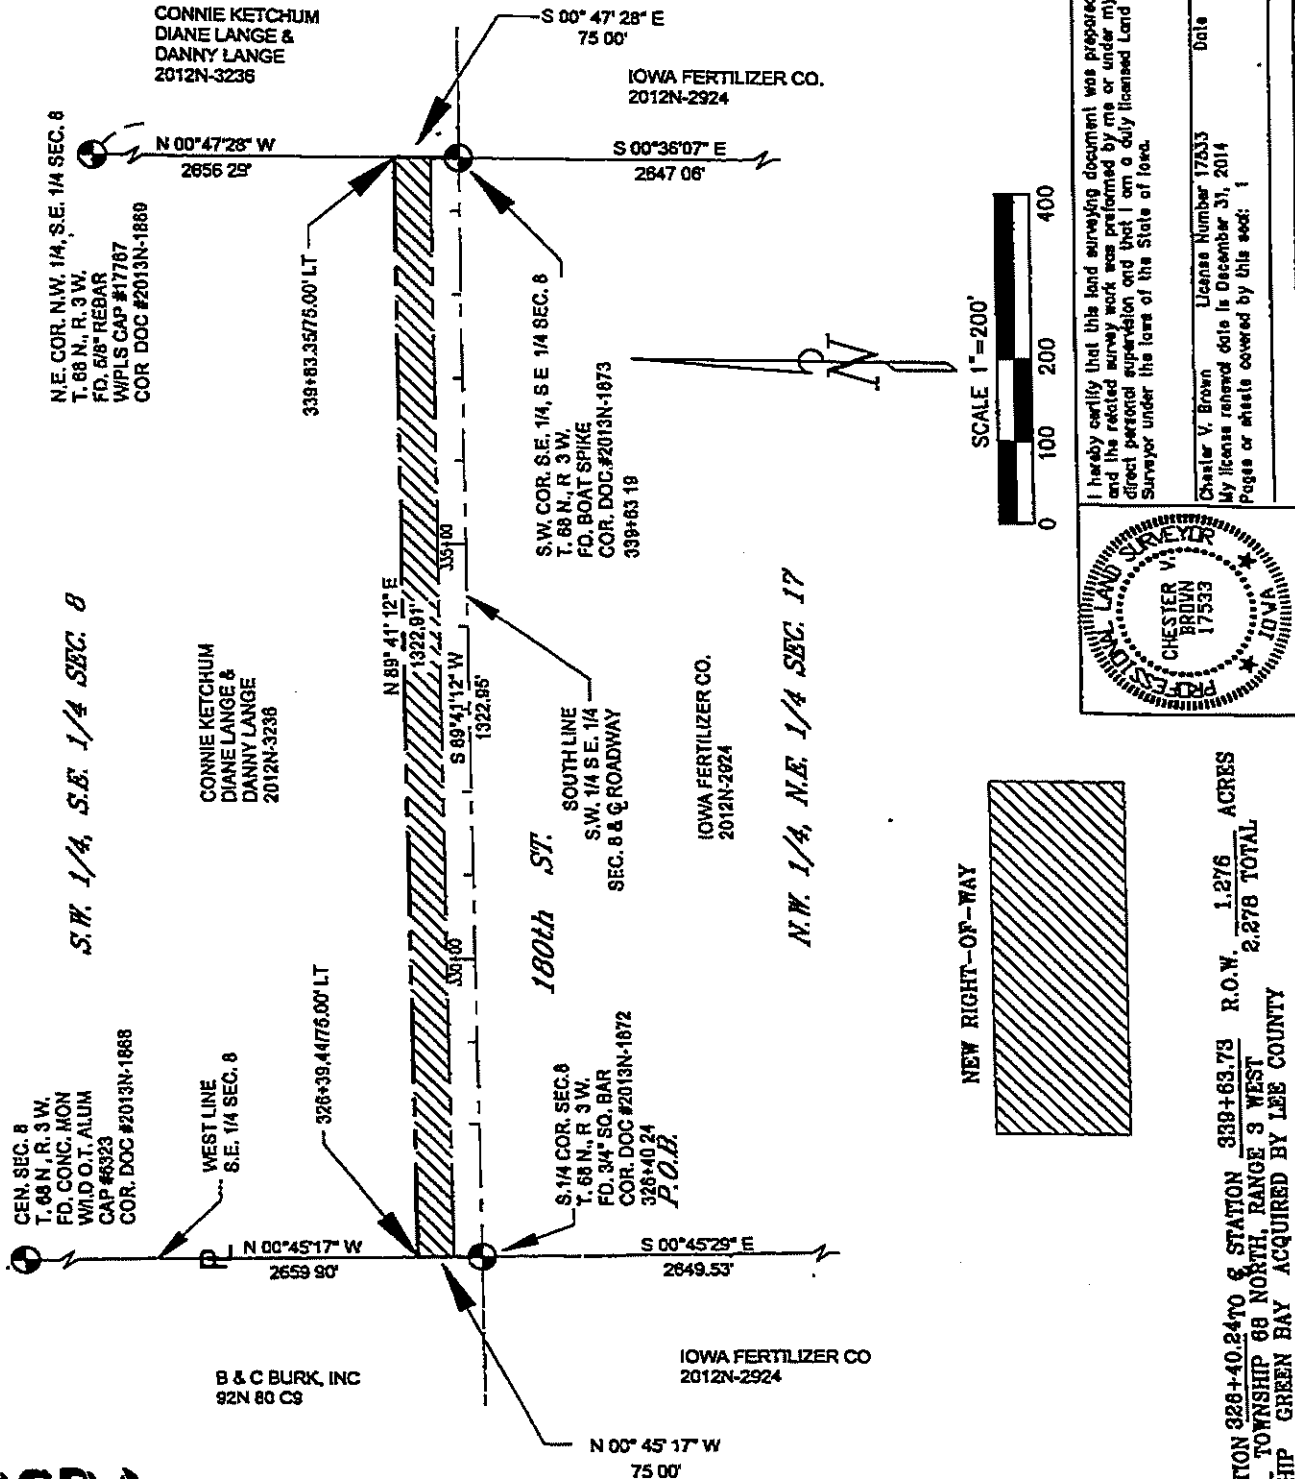 CONNIE KETCHUM
DIANE LANGE &
DANNY LANGE
2012N-3236
S 00° 47' 28" E
75 00'
IOWA FERTILIZER CO.
2012N-2924
N.E. COR. N.W. 1/4, S.E. 1/4 SEC. 8
T. 68 N., R. 3 W.
FD. 5/8" REBAR
W/PLS CAP #17767
COR DOC #2013N-1869
N 00°47'28" W
2656 29'
S 00°36'07" E
2647 06'
339+63.35/75.00' LT
S.W. COR. S.E. 1/4, S E 1/4 SEC. 8
T. 68 N., R 3 W.
FD. BOAT SPIKE
COR. DOC.#2013N-1873
339+63 19
S.W. 1/4, S.E. 1/4 SEC. 8
CONNIE KETCHUM
DIANE LANGE &
DANNY LANGE
2012N-3236
N 89° 41' 12" E
1322.91'
335+00
S 89°41'12" W
1322.95'
SOUTH LINE
S.W. 1/4 S E. 1/4
SEC. 8 & ℄ ROADWAY
180th ST.
330+00
IOWA FERTILIZER CO.
2012N-2924
N.W. 1/4, N.E. 1/4 SEC. 17
CEN. SEC. 8
T. 68 N., R. 3 W.
FD. CONC. MON
W/I.D O.T. ALUM
CAP #6323
COR. DOC #2013N-1868
WEST LINE
S.E. 1/4 SEC. 8
326+39.44/75.00' LT
S.1/4 COR. SEC.8
T. 68 N., R 3 W.
FD. 3/4" SQ. BAR
COR. DOC #2013N-1872
326+40 24
P.O.B.
PL
N 00°45'17" W
2659 90'
S 00°45'29" E
2649.53'
B & C BURK, INC
92N 80 C9
IOWA FERTILIZER CO
2012N-2924
N 00° 45' 17" W
75 00'
N
SCALE 1"=200'
0 100 200 400
I hereby certify that this land surveying document was prepared
and the related survey work was preformed by me or under my
direct personal supervision and that I am a duly licensed Land
Surveyor under the laws of the State of Iowa.
Chester V. Brown License Number 17533 Date
My license renewal date is December 31, 2014
Pages or sheets covered by this seal: 1
PROFESSIONAL LAND SURVEYOR
CHESTER V.
BROWN
17533
IOWA
NEW RIGHT-OF-WAY
TION 326+40.24 TO ℄ STATION 339+63.73 R.O.W. 1.276 ACRES
TOWNSHIP 68 NORTH, RANGE 3 WEST 2.278 TOTAL
HIP GREEN BAY ACQUIRED BY LEE COUNTY